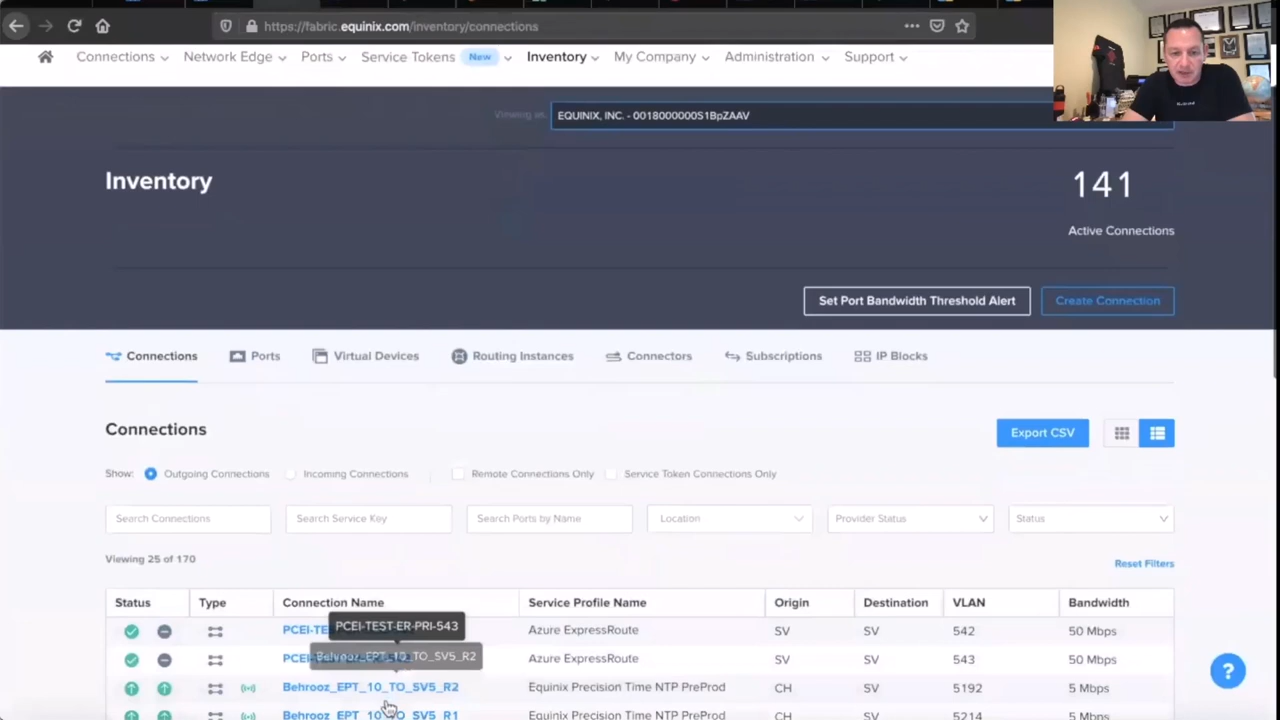 https://fabric.equinix.com/inventory/connections
Connections Network Edge Ports Service Tokens New Inventory My Company Administration Support
Viewing as EQUINIX, INC. - 0018000000S1BpZAAV
Inventory
141
Active Connections
Set Port Bandwidth Threshold Alert Create Connection
Connections Ports Virtual Devices Routing Instances Connectors Subscriptions IP Blocks
Connections
Export CSV
Show: Outgoing Connections Incoming Connections Remote Connections Only Service Token Connections Only
Search Connections Search Service Key Search Ports by Name Location Provider Status Status
Viewing 25 of 170
Reset Filters
Status Type Connection Name Service Profile Name Origin Destination VLAN Bandwidth
PCEI-TEST-ER-PRI-543
Azure ExpressRoute SV SV 542 50 Mbps
Behrooz_EPT_10_TO_SV5_R2
Azure ExpressRoute SV SV 543 50 Mbps
Behrooz_EPT_10_TO_SV5_R2 Equinix Precision Time NTP PreProd CH SV 5192 5 Mbps
Behrooz_EPT_10_TO_SV5_R1 Equinix Precision Time NTP PreProd CH SV 5214 5 Mbps
?